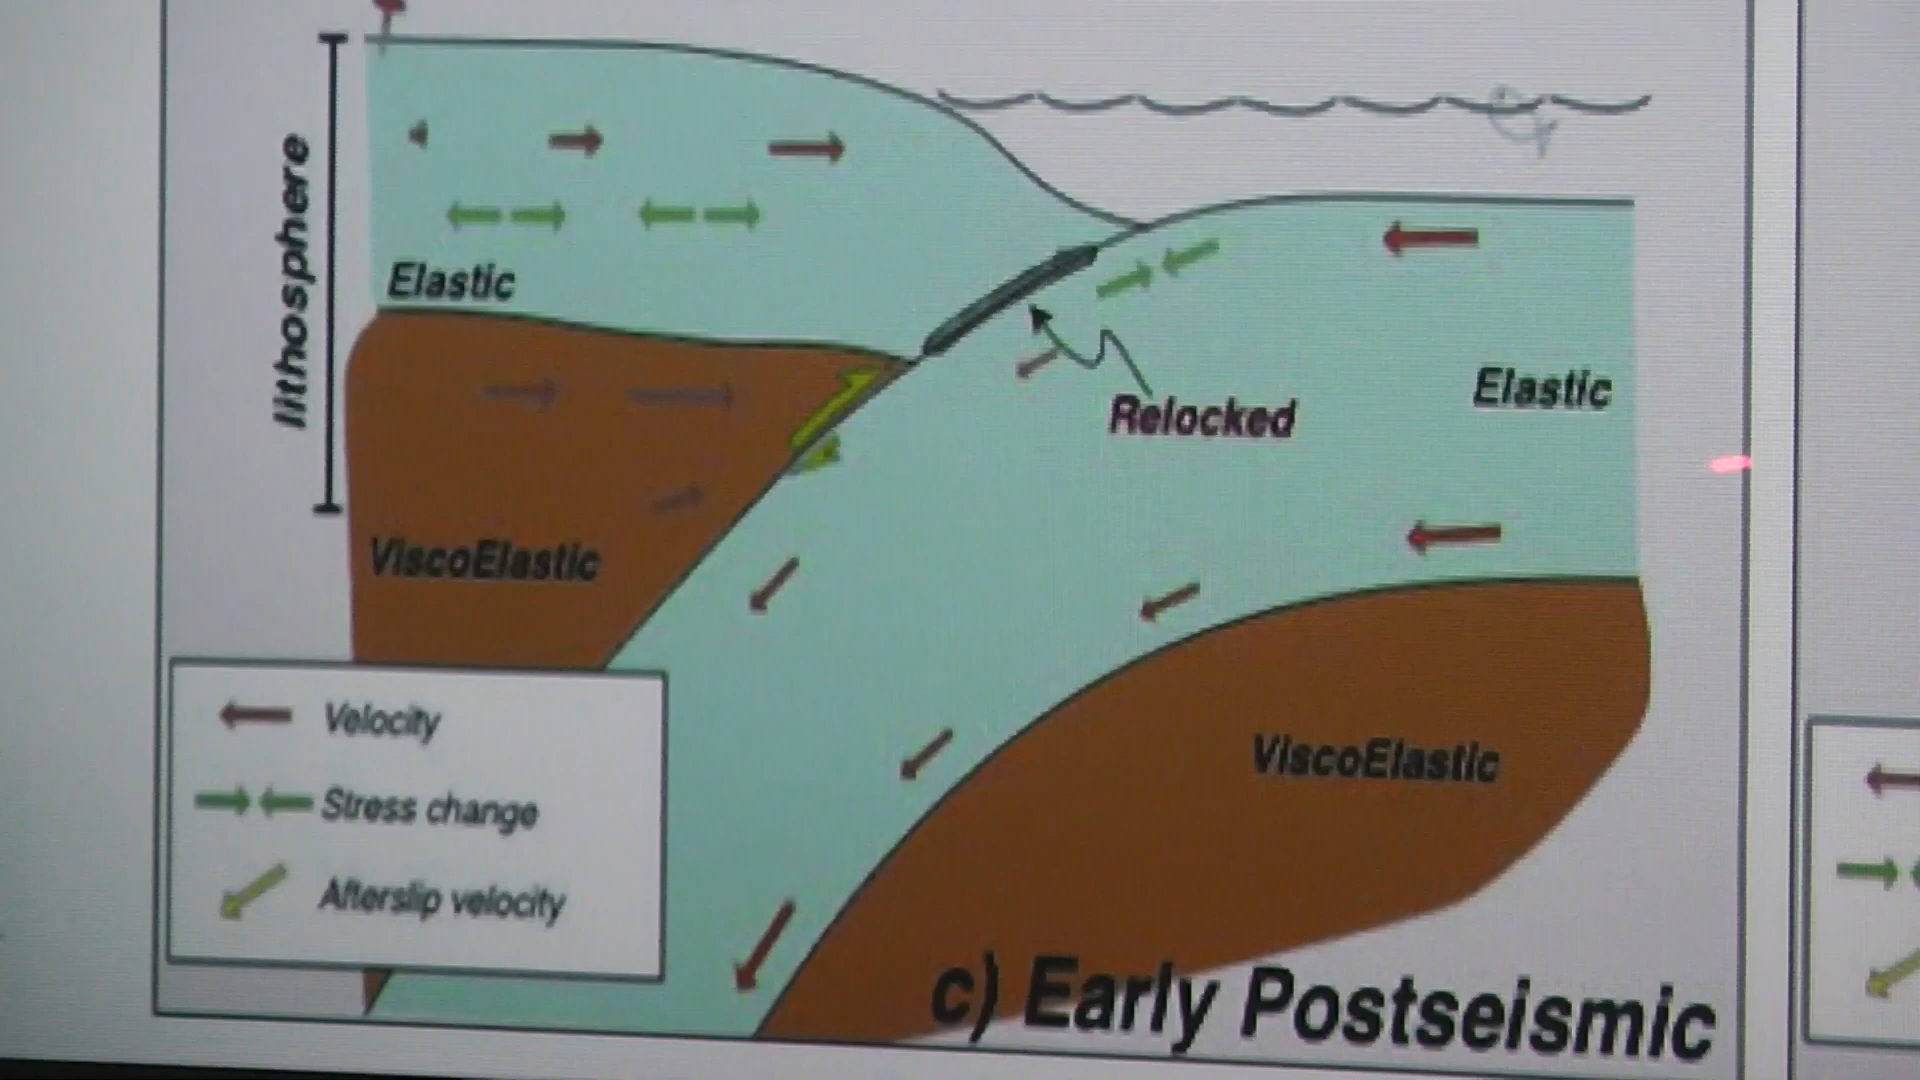 lithosphere
Elastic
Relocked
Elastic
ViscoElastic
ViscoElastic
Velocity
Stress change
Afterslip velocity
c) Early Postseismic